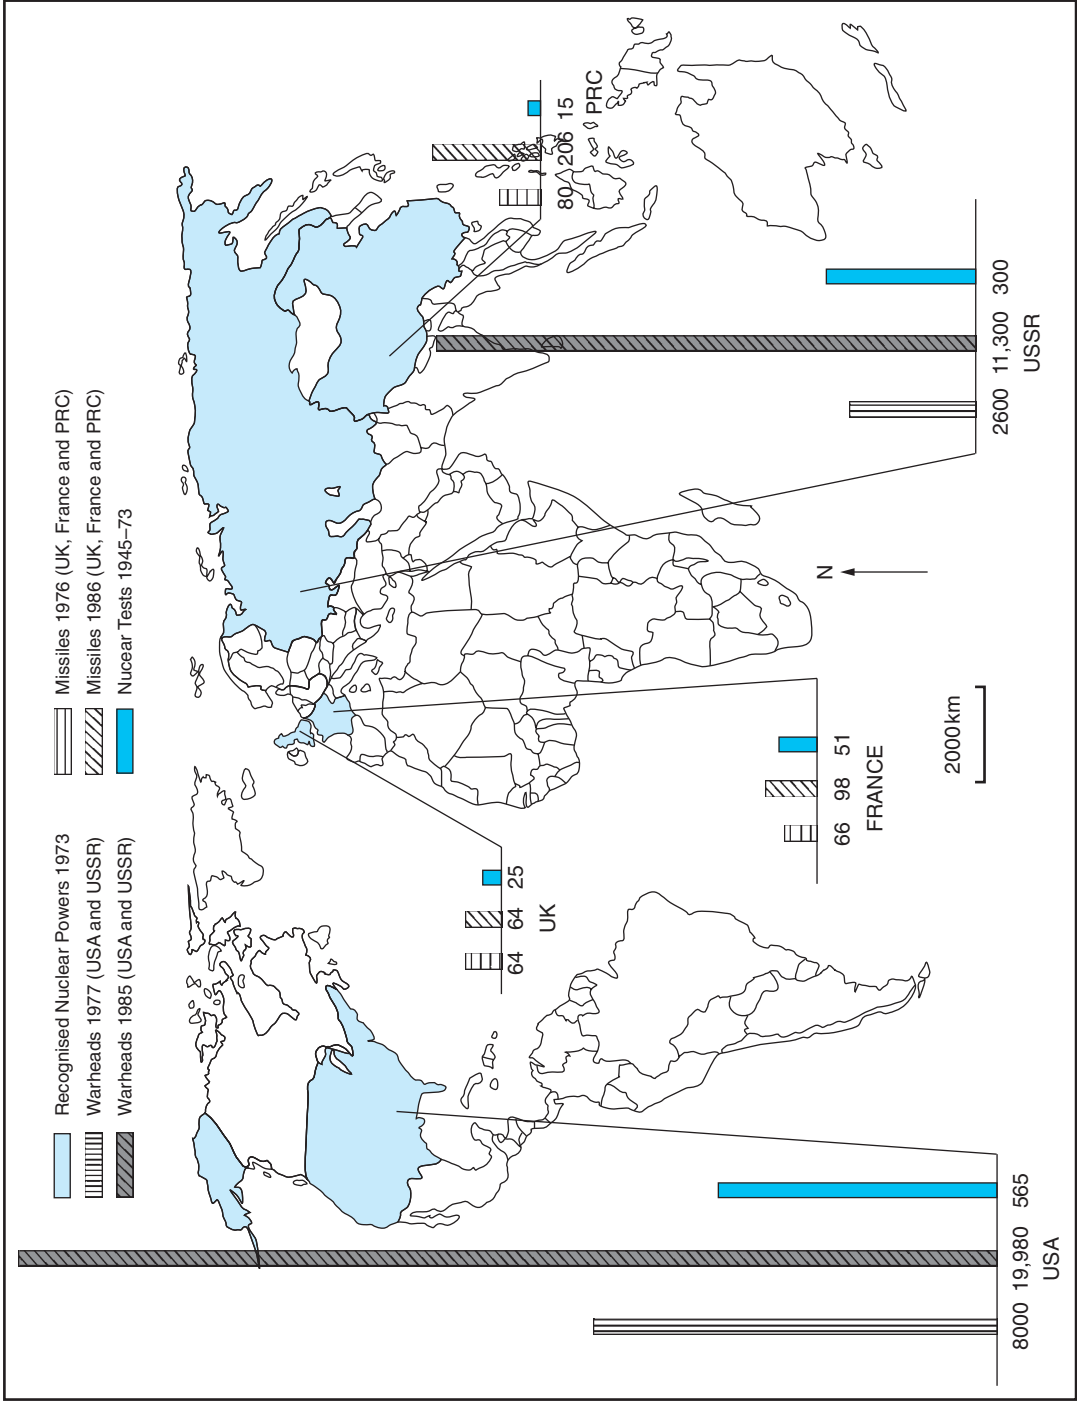 Recognised Nuclear Powers 1973
Warheads 1977 (USA and USSR)
Warheads 1985 (USA and USSR)
Missiles 1976 (UK, France and PRC)
Missiles 1986 (UK, France and PRC)
Nucear Tests 1945–73
8000 19,980 565
USA
64 64 25
UK
66 98 51
FRANCE
2000km
N
2600 11,300 300
USSR
80 206 15
PRC